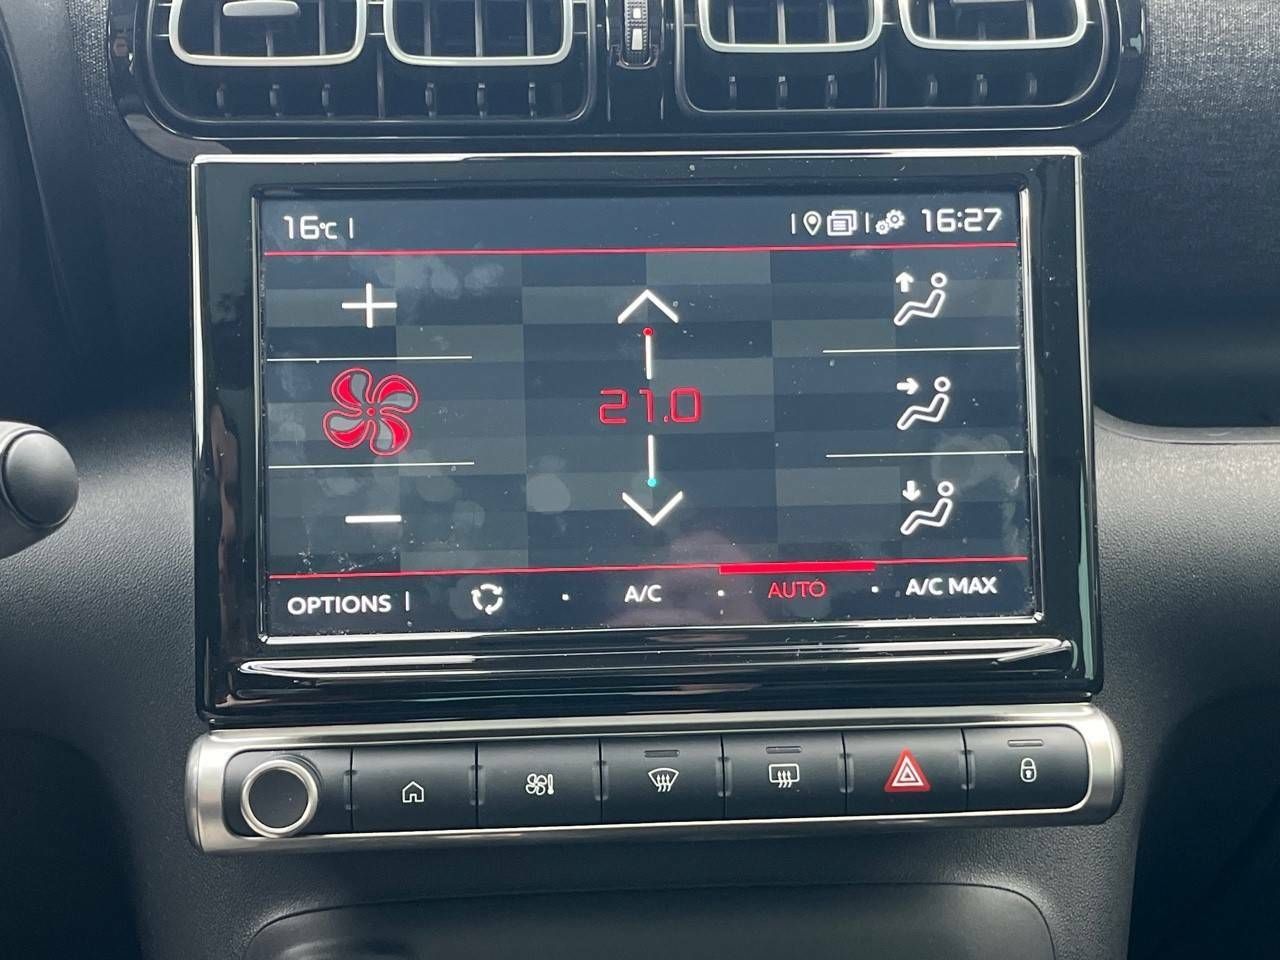 16°C
16:27
21.0
OPTIONS
A/C
AUTO
A/C MAX